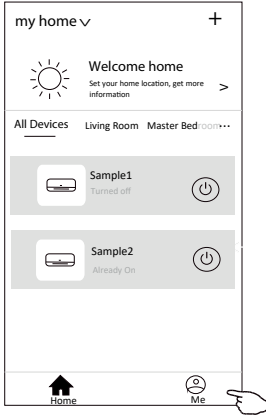 my home
Welcome home
Set your home location, get more
information
All Devices Living Room Master Bedroom
Sample1
Turned off
Sample2
Already On
Home
Me